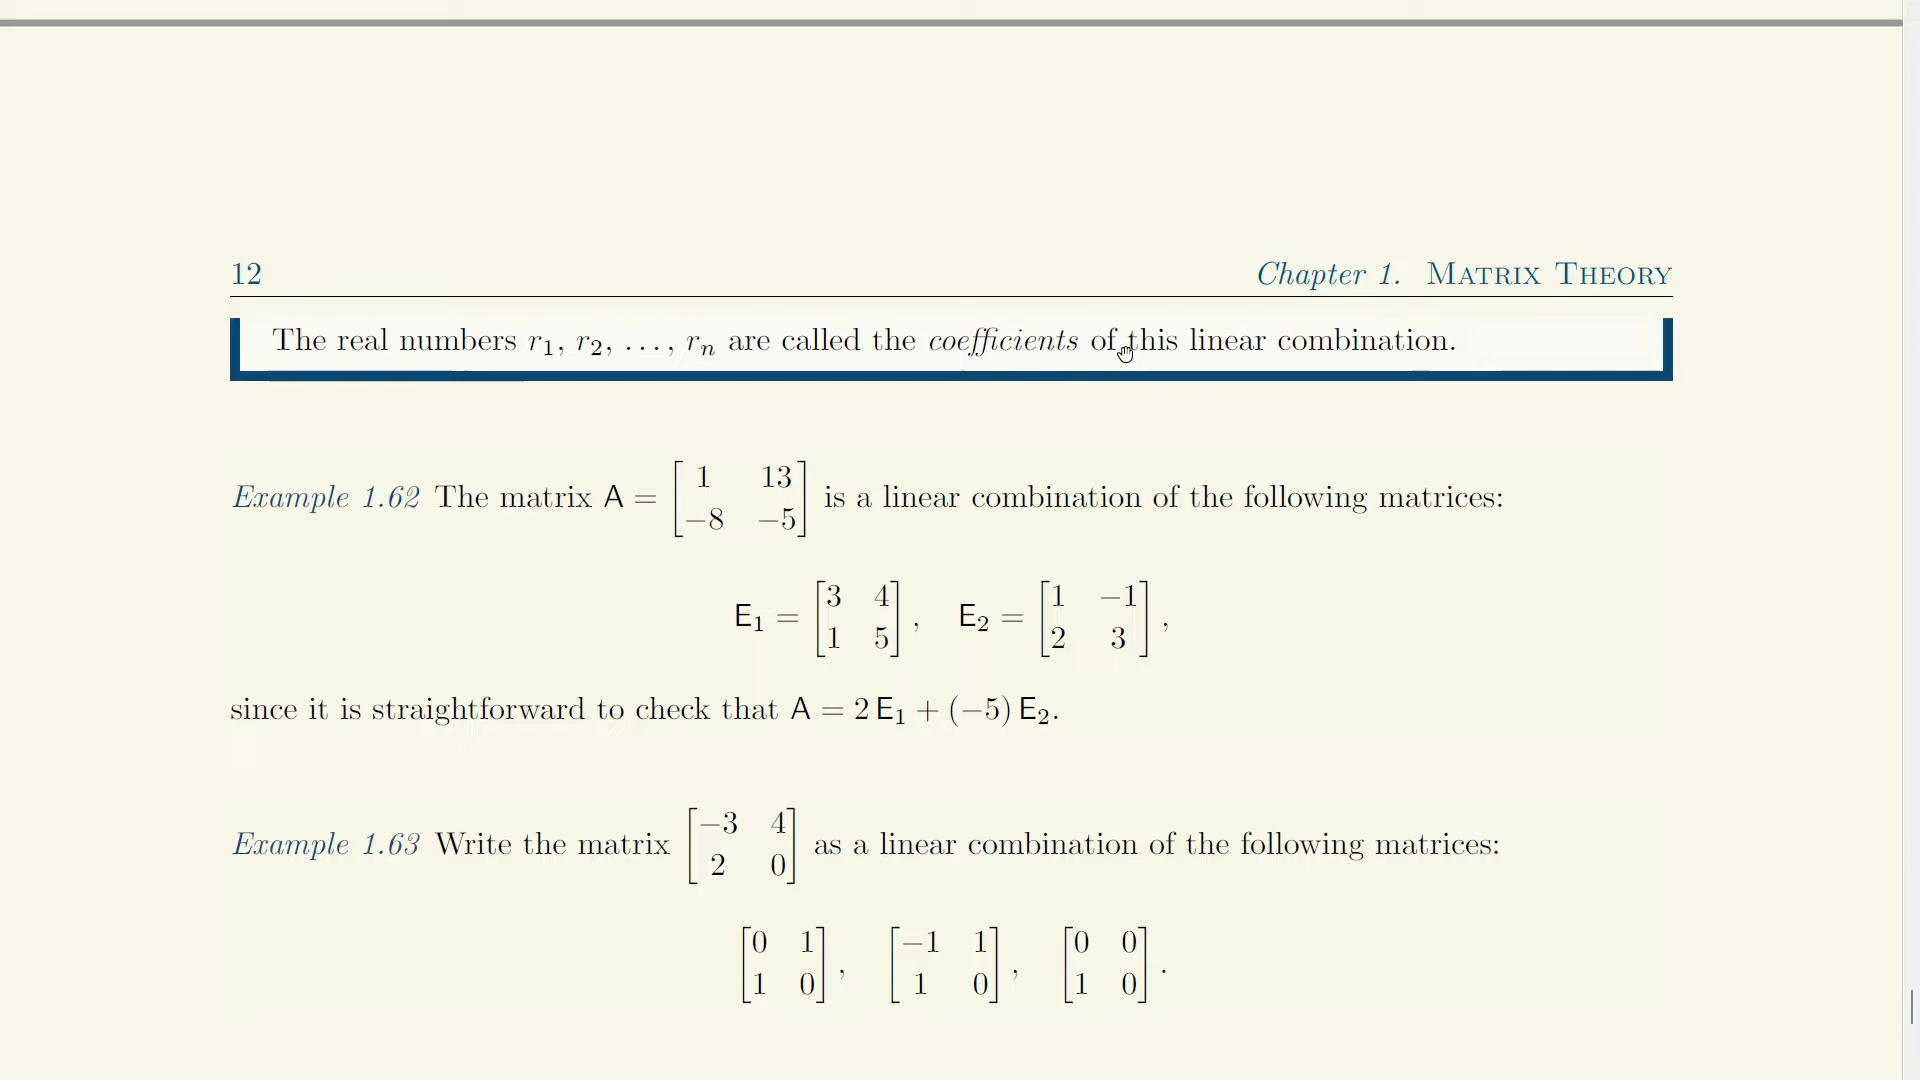 12 Chapter 1. MATRIX THEORY
The real numbers r₁, r₂, ..., rₙ are called the coefficients of this linear combination.
Example 1.62 The matrix A = [1 13; −8 −5] is a linear combination of the following matrices:
E₁ = [3 4; 1 5], E₂ = [1 −1; 2 3],
since it is straightforward to check that A = 2 E₁ + (−5) E₂.
Example 1.63 Write the matrix [−3 4; 2 0] as a linear combination of the following matrices:
[0 1; 1 0], [−1 1; 1 0], [0 0; 1 0].